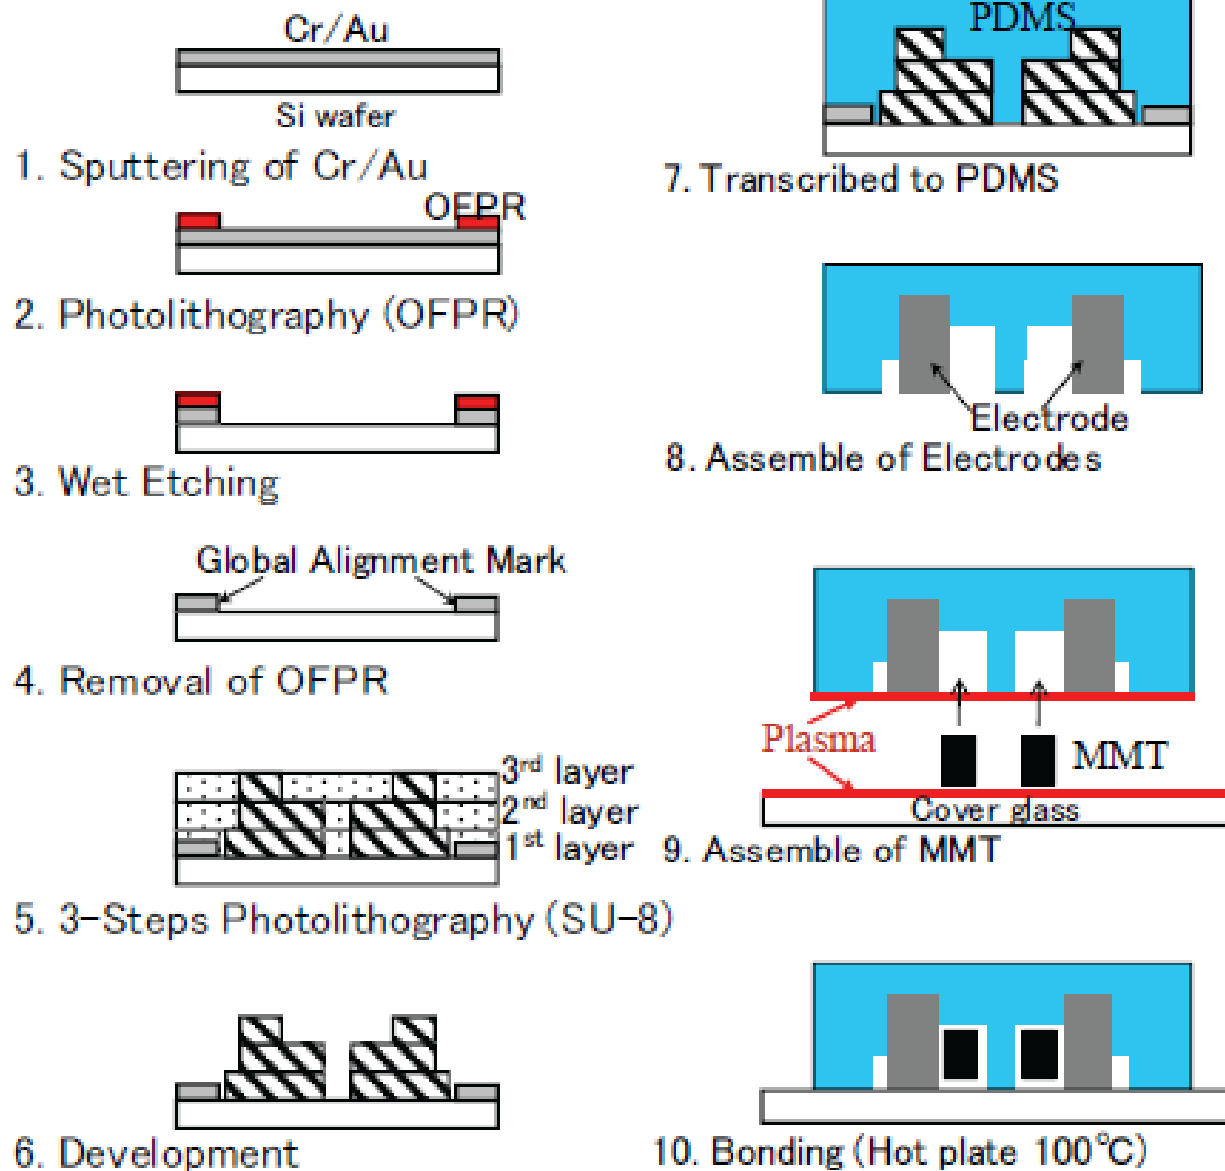 Cr/Au
Si wafer
1. Sputtering of Cr/Au
OFPR
2. Photolithography (OFPR)
3. Wet Etching
Global Alignment Mark
4. Removal of OFPR
3rd layer
2nd layer
1st layer
5. 3-Steps Photolithography (SU-8)
6. Development
PDMS
7. Transcribed to PDMS
Electrode
8. Assemble of Electrodes
Plasma
MMT
Cover glass
9. Assemble of MMT
10. Bonding (Hot plate 100℃)